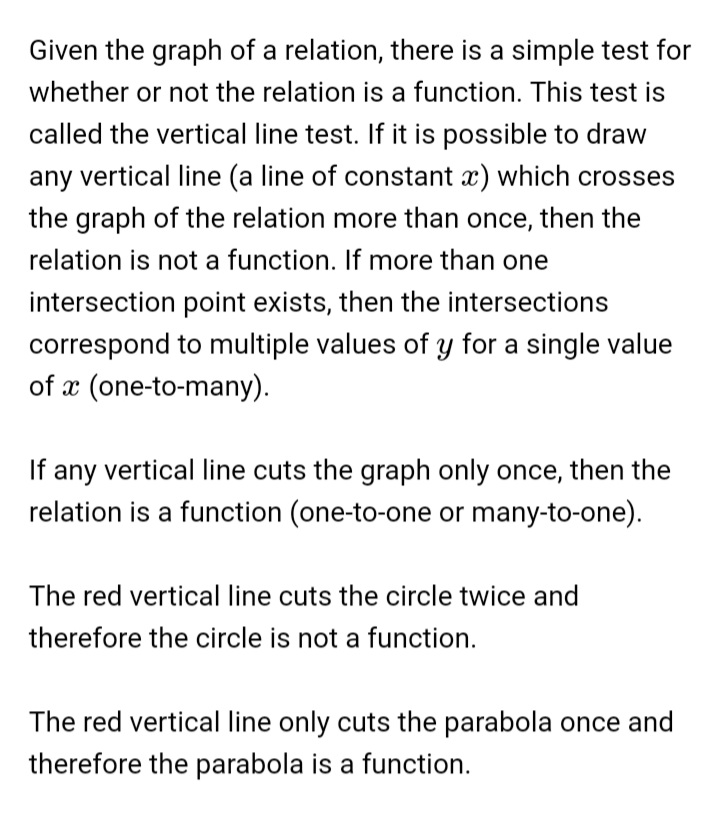 Given the graph of a relation, there is a simple test for
whether or not the relation is a function. This test is
called the vertical line test. If it is possible to draw
any vertical line (a line of constant x) which crosses
the graph of the relation more than once, then the
relation is not a function. If more than one
intersection point exists, then the intersections
correspond to multiple values of y for a single value
of x (one-to-many).
If any vertical line cuts the graph only once, then the
relation is a function (one-to-one or many-to-one).
The red vertical line cuts the circle twice and
therefore the circle is not a function.
The red vertical line only cuts the parabola once and
therefore the parabola is a function.